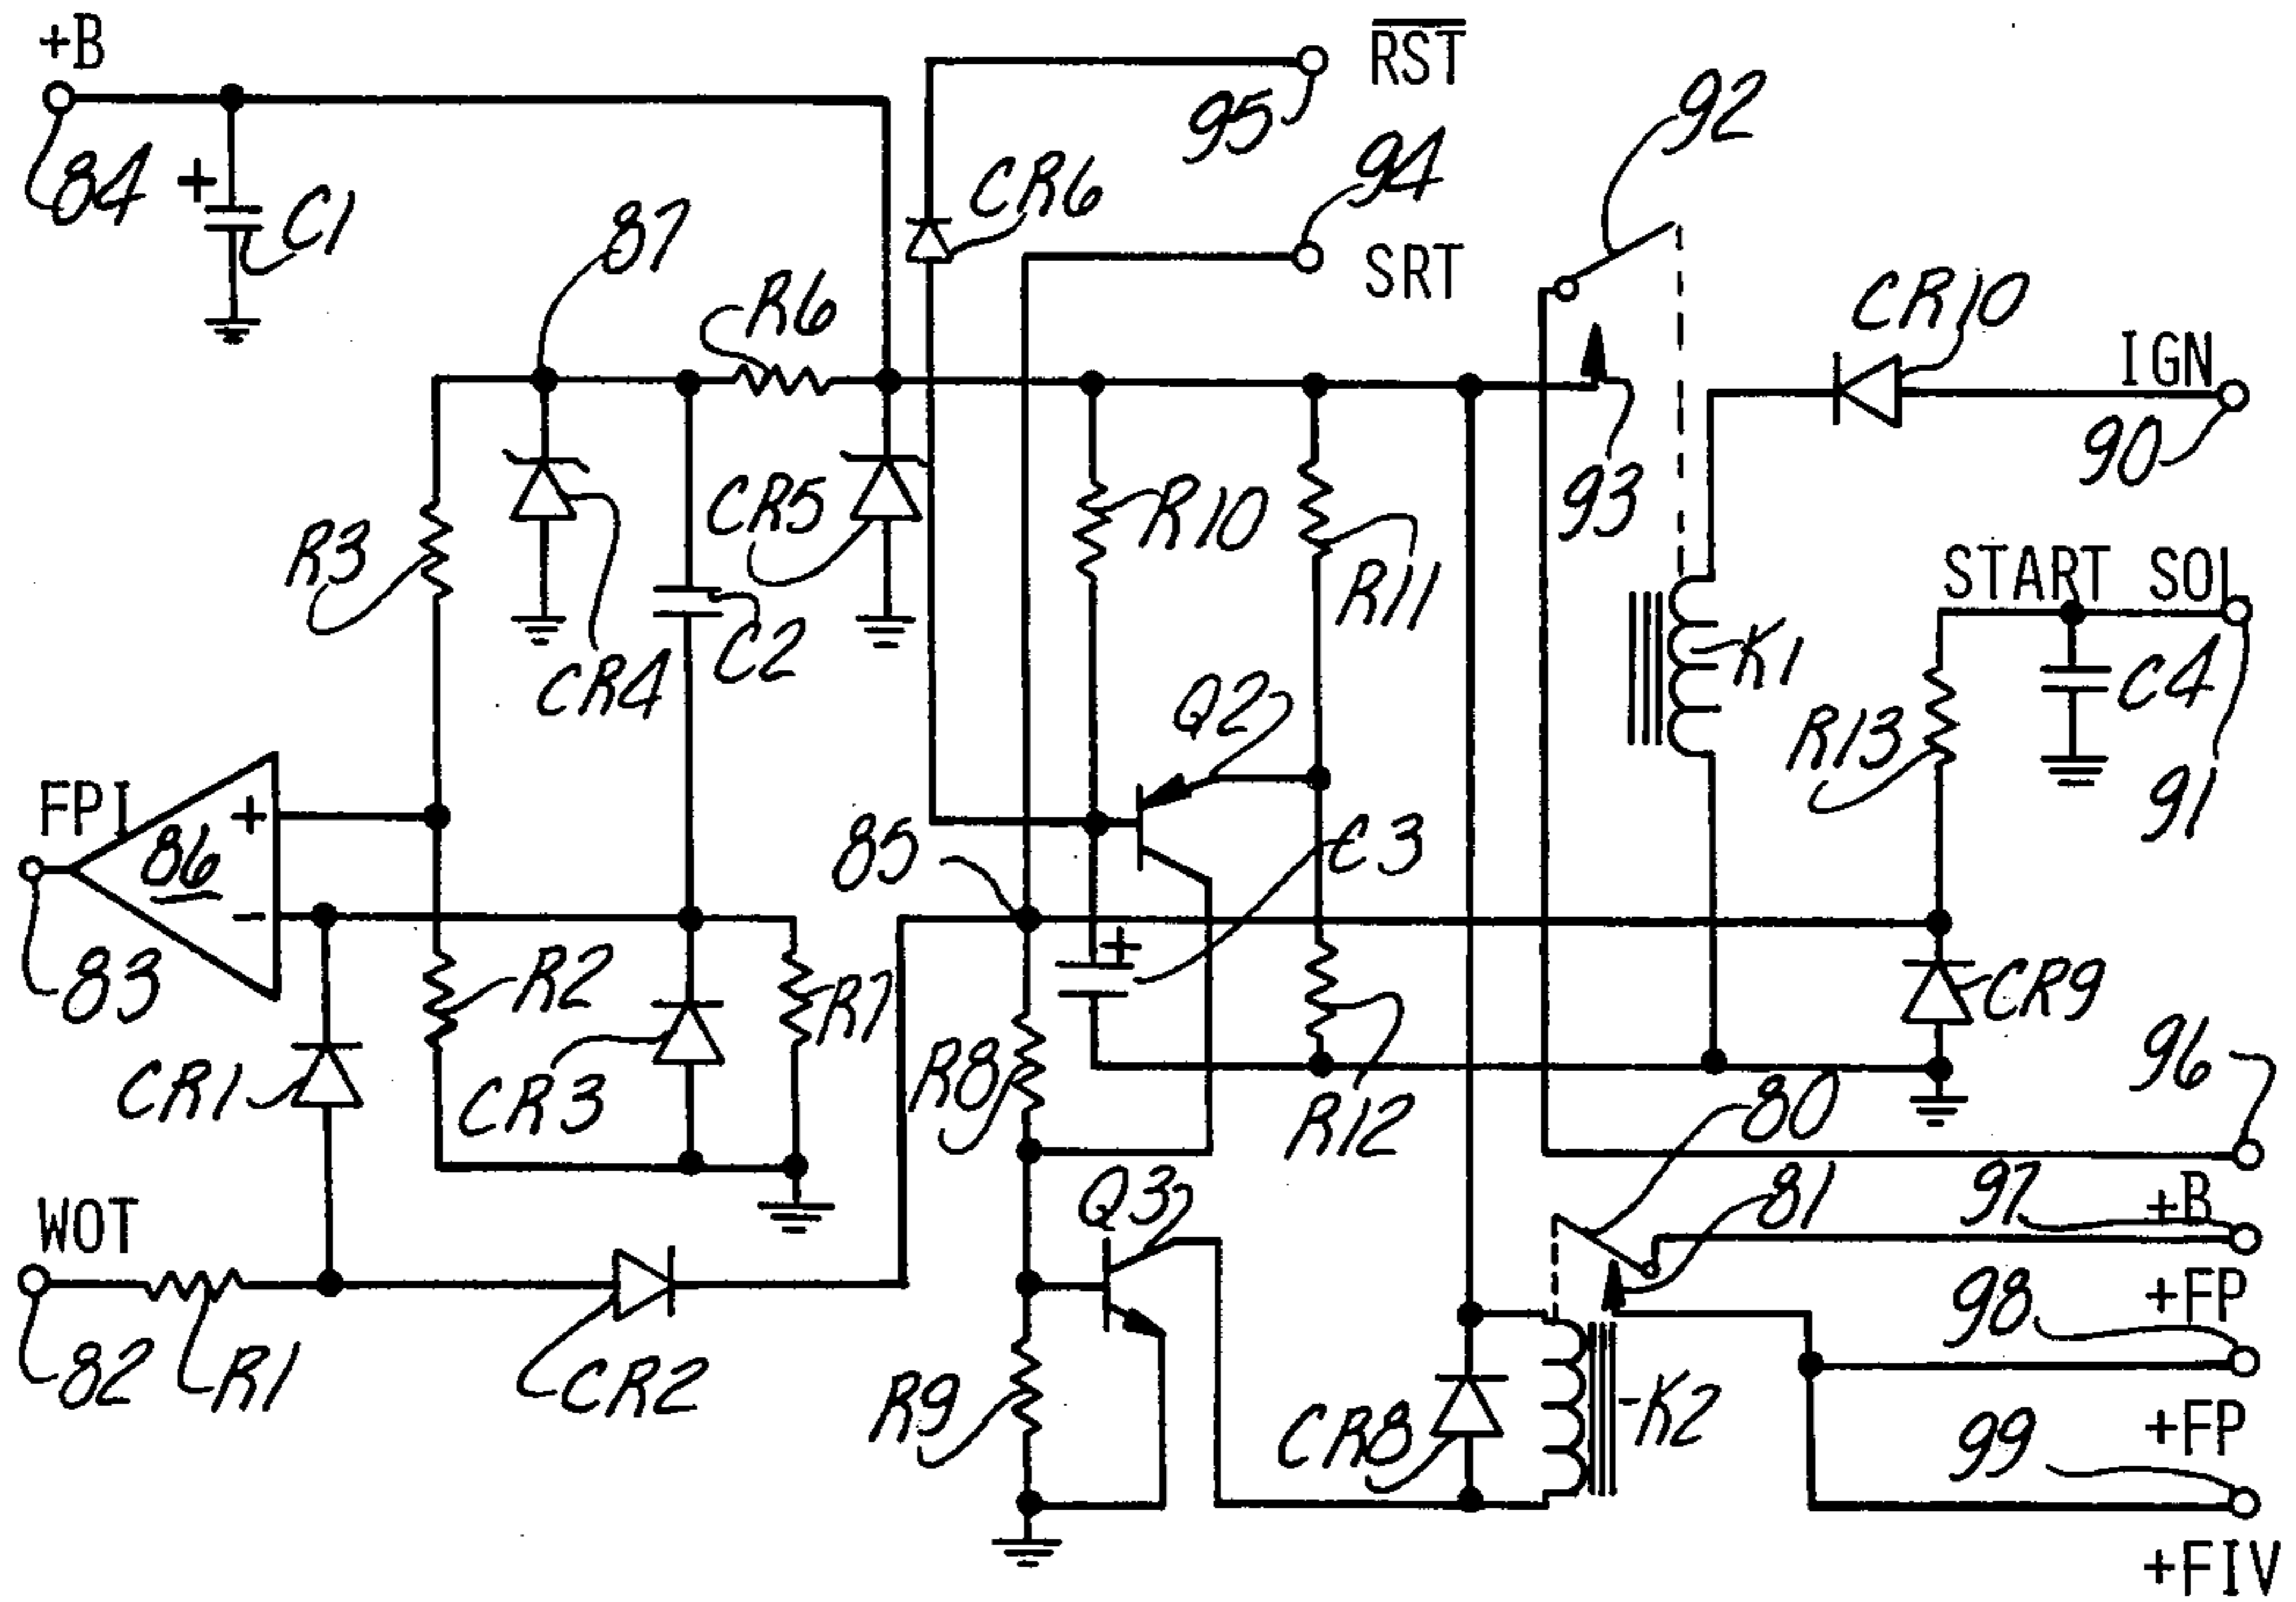 +B
84
+
C1
87
R6
CR6
RST
95
94
SRT
92
93
CR10
IGN
90
R3
CR4
CR5
C2
R10
R11
K1
START SOL
C4
R13
91
Q2
FPI
86
+
-
83
85
C3
+
R2
CR1
CR3
R7
R8
R12
CR9
96
80
81
97
+B
WOT
82
R1
CR2
Q3
R9
CR8
K2
98
+FP
99
+FP
+FIV